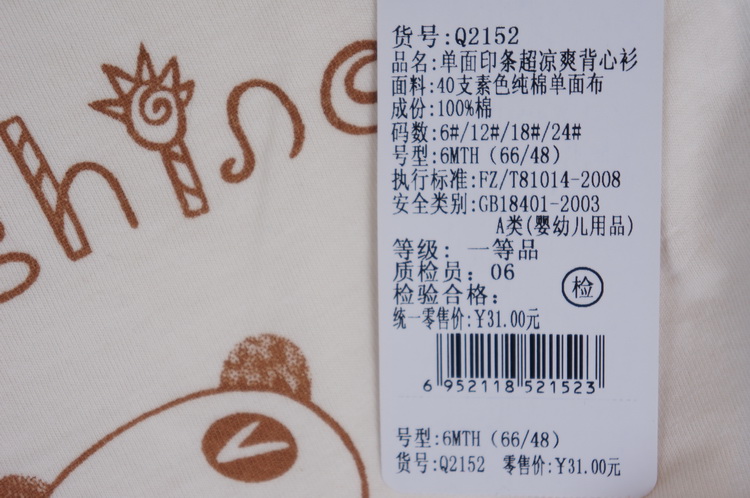 shino
货号:Q2152
品名:单面印条超凉爽背心衫
面料:40支素色纯棉单面布
成份:100%棉
码数:6#/12#/18#/24#
号型:6MTH(66/48)
执行标准:FZ/T81014-2008
安全类别:GB18401-2003
A类(婴幼儿用品)
等级: 一等品
质检员: 06
检验合格: 检
统一零售价:¥31.00元
6 952118 521523
号型:6MTH(66/48)
货号:Q2152 零售价:¥31.00元